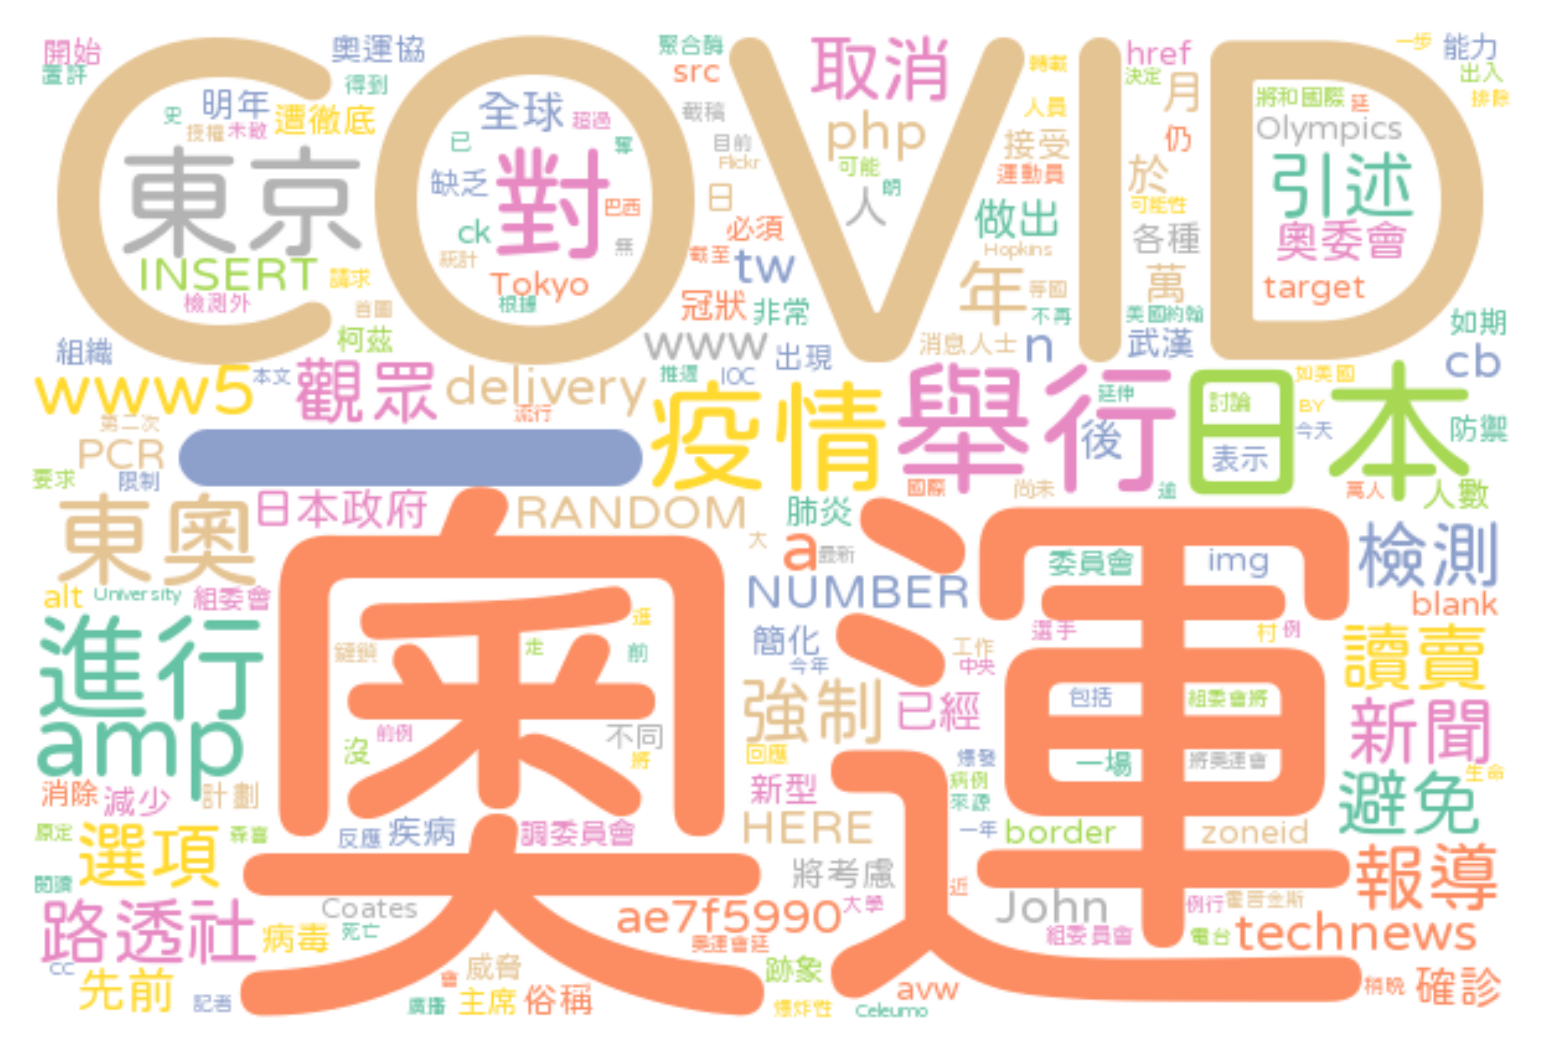 開始
置評
奧運協
得到
聚合酶
src
取消
href
決定
一步
能力
出入
排除
COVID
明年
遭徹底
史
授權
全球
超過
已
截稿
目前
Flickr
php
可能
轉載
人員
接受
運動員
月
仍
將和國際
延
Olympics
東京
缺乏
對
巴西
ck
無
日
人
必須
於
可能性
做出
各種
引述
奧委會
INSERT
請求
檢測外
首圖
統計
Tokyo
根據
截至
tw
Hopkins
年
萬
target
冠狀
非常
不再
美國約翰
組織
柯茲
www
出現
消息人士
n
武漢
如期
cb
www5
本文
觀眾
delivery
流行
推遲
IOC
疫情
舉行
延伸
日本
如美國
討論
BY
今天
表示
防禦
第二次
PCR
一
後
要求
限制
國際
尚未
逾
萬人
人數
東奧
日本政府
RANDOM
肺炎
大
a
最新
奧運
檢測
alt
University
組委會
NUMBER
委員會
img
blank
進行
逛
走
前
簡化
今年
選手
工作
中央
村
例
讀賣
amp
沒
前例
不同
將
強制
已經
包括
組委會將
新聞
回應
爆發
一場
將奧運會
消除
減少
計劃
新型
病例
來源
避免
生命
原定
森喜
選項
反應
疾病
調委員會
HERE
一年
border
zoneid
閱讀
將考慮
近
報導
路透社
Coates
死亡
病毒
ae7f5990
大學
奧運會延
John
例行
霍普金斯
組委員會
電台
technews
CC
先前
記者
會
威脅
廣播
主席
俗稱
跡象
爆炸性
avw
Celeumo
稍晚
確診